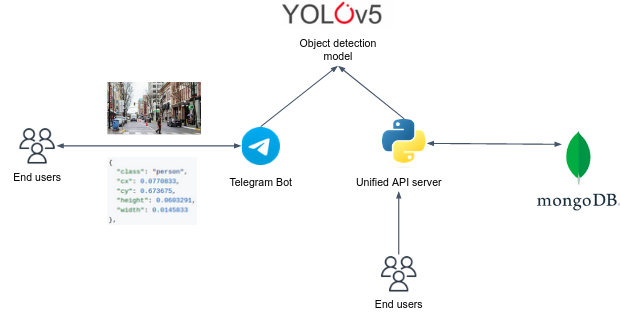 YOLOv5
Object detection
model
End users
{
"class": "person",
"cx": 0.0770833,
"cy": 0.673675,
"height": 0.0603291,
"width": 0.0145833
},
Telegram Bot
Unified API server
mongoDB.
End users